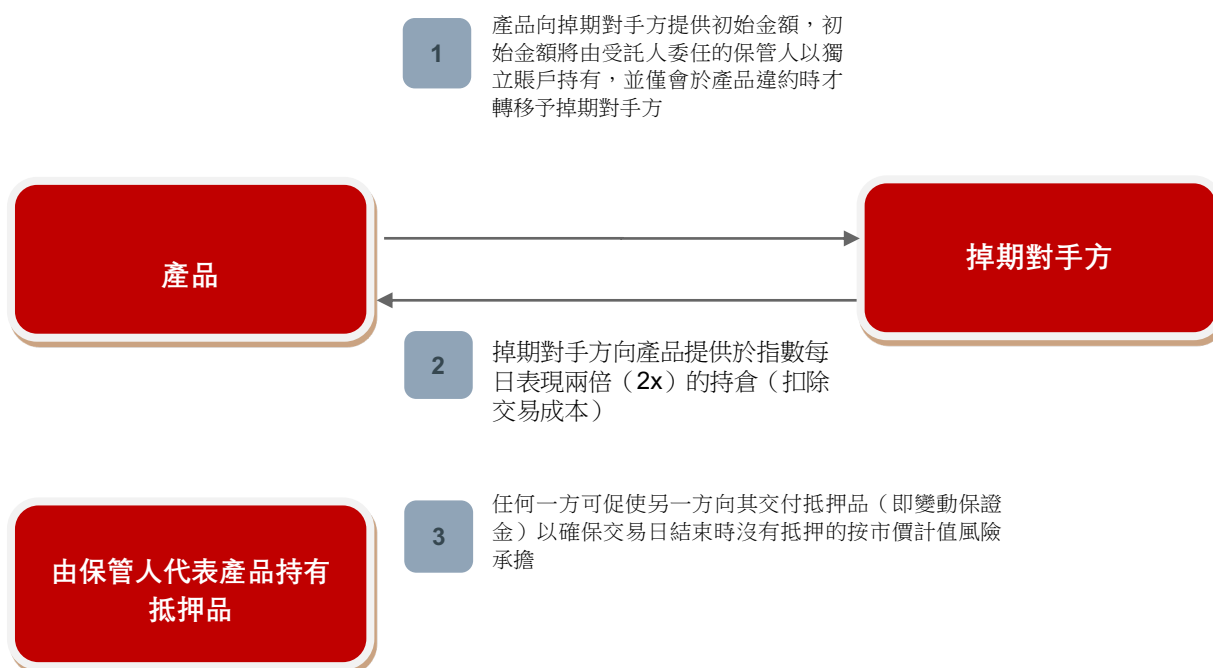 1
產品向掉期對手方提供初始金額，初
始金額將由受託人委任的保管人以獨
立賬戶持有，並僅會於產品違約時才
轉移予掉期對手方
產品
掉期對手方
2
掉期對手方向產品提供於指數每
日表現兩倍（2x）的持倉（扣除
交易成本）
由保管人代表產品持有
抵押品
3
任何一方可促使另一方向其交付抵押品（即變動保證
金）以確保交易日結束時沒有抵押的按市價計值風險
承擔